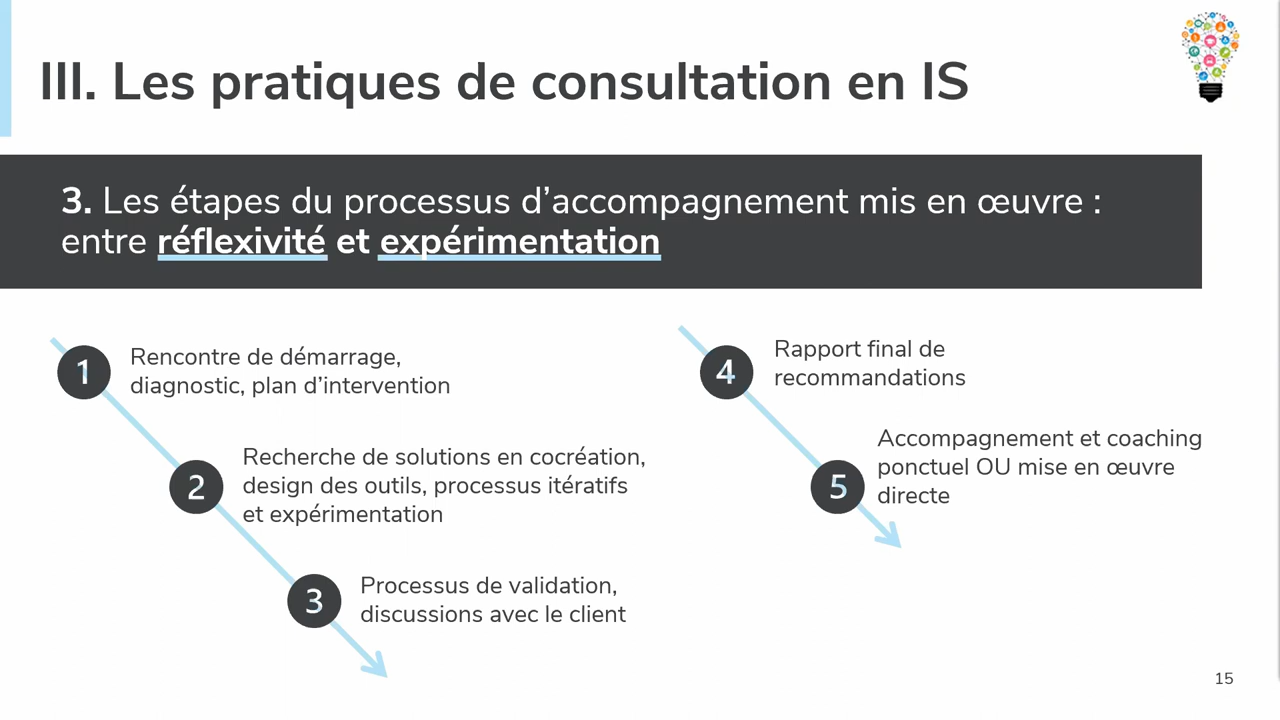 III. Les pratiques de consultation en IS
3. Les étapes du processus d’accompagnement mis en œuvre :
entre réflexivité et expérimentation
1
Rencontre de démarrage,
diagnostic, plan d’intervention
2
Recherche de solutions en cocréation,
design des outils, processus itératifs
et expérimentation
3
Processus de validation,
discussions avec le client
4
Rapport final de
recommandations
5
Accompagnement et coaching
ponctuel OU mise en œuvre
directe
15